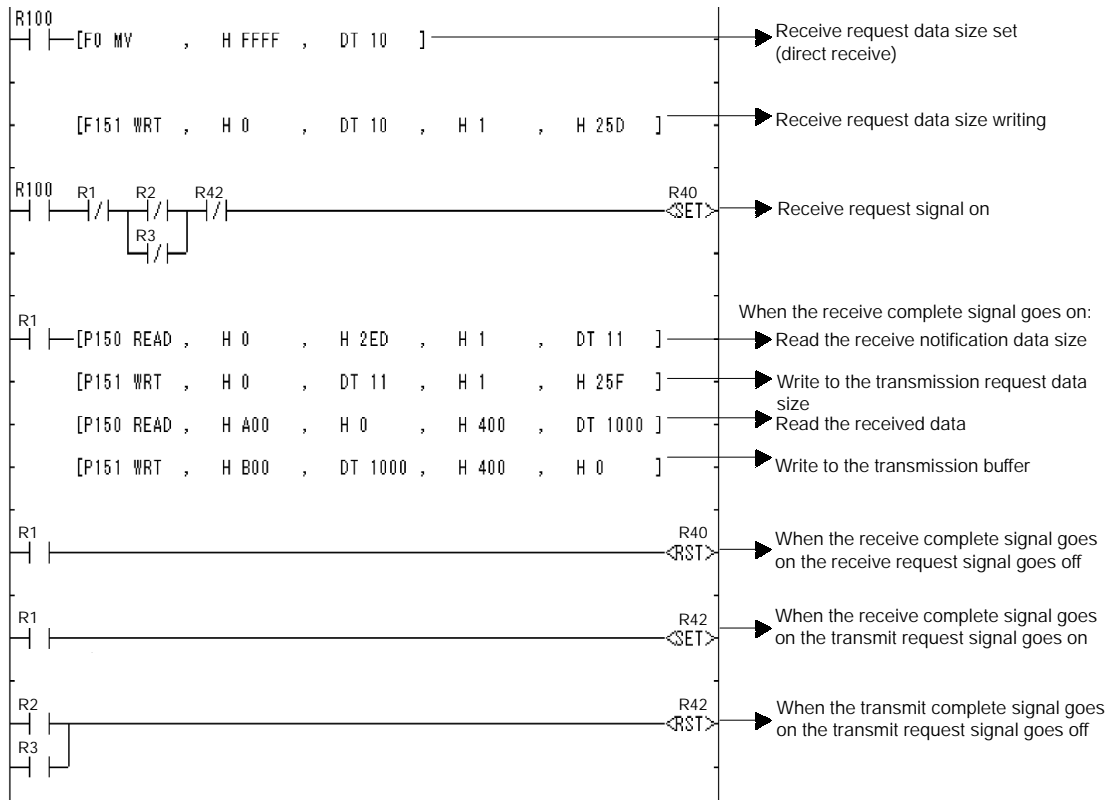 R100
[F0 MV , H FFFF , DT 10 ]
Receive request data size set
(direct receive)
[F151 WRT , H 0 , DT 10 , H 1 , H 25D ]
Receive request data size writing
R100 R1 R2 R42 R40
<SET>
Receive request signal on
R3
When the receive complete signal goes on:
R1
[P150 READ , H 0 , H 2ED , H 1 , DT 11 ]
Read the receive notification data size
[P151 WRT , H 0 , DT 11 , H 1 , H 25F ]
Write to the transmission request data
size
[P150 READ , H A00 , H 0 , H 400 , DT 1000 ]
Read the received data
[P151 WRT , H B00 , DT 1000 , H 400 , H 0 ]
Write to the transmission buffer
R1 R40
<RST>
When the receive complete signal goes
on the receive request signal goes off
R1 R42
<SET>
When the receive complete signal goes
on the transmit request signal goes on
R2 R42
<RST>
When the transmit complete signal goes
on the transmit request signal goes off
R3